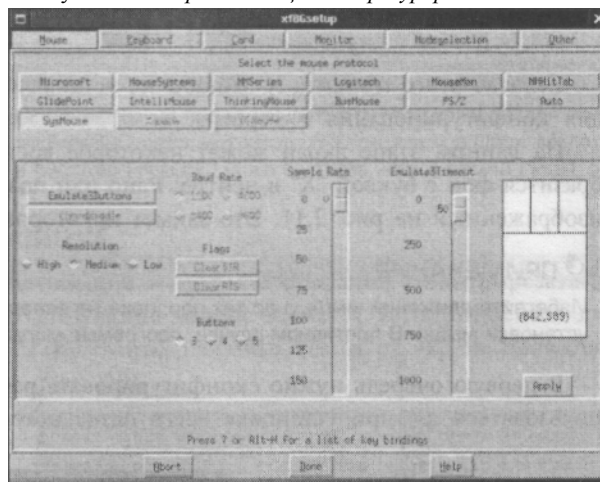 xf86setup
Mouse Keyboard Card Monitor Modeselection Other
Select the mouse protocol
Microsoft MouseSystems MMSeries Logitech MouseMan MMHitTab
GlidePoint IntelliMouse ThinkingMouse BusMouse PS/2 Auto
SysMouse
Baud Rate Sample Rate Emulate3Timeout
Emulate3Buttons 1200 4800 0 0 0 50
ChordMiddle 2400 9600 25
Resolution Flags 50 250
High Medium Low ClearDTR
ClearRTS 75 500
Buttons 100 (842,589)
3 4 5 125 750
150 1000 Apply
Press ? or Alt-H for a list of key bindings
Abort Done Help